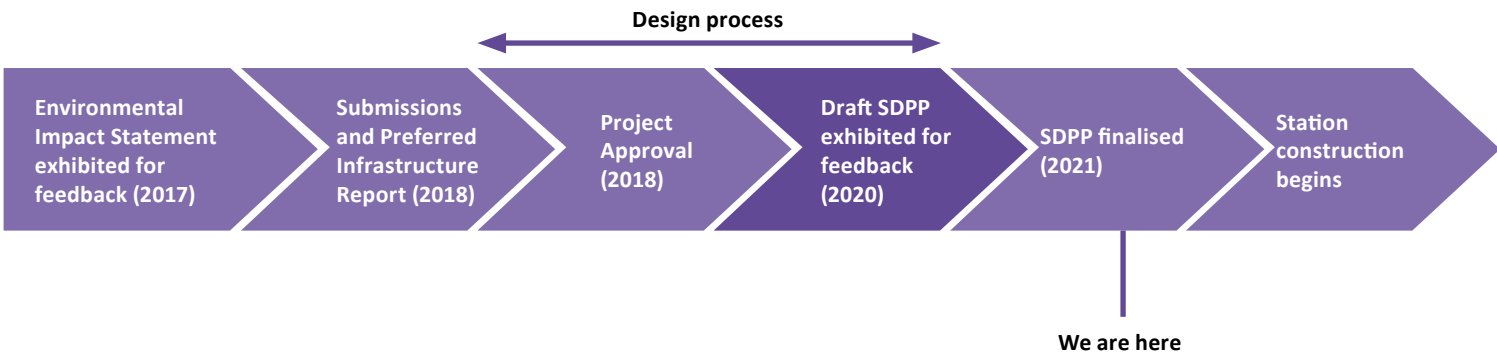 Design process
Environmental
Impact Statement
exhibited for
feedback (2017)
Submissions
and Preferred
Infrastructure
Report (2018)
Project
Approval
(2018)
Draft SDPP
exhibited for
feedback
(2020)
SDPP finalised
(2021)
Station
construction
begins
We are here